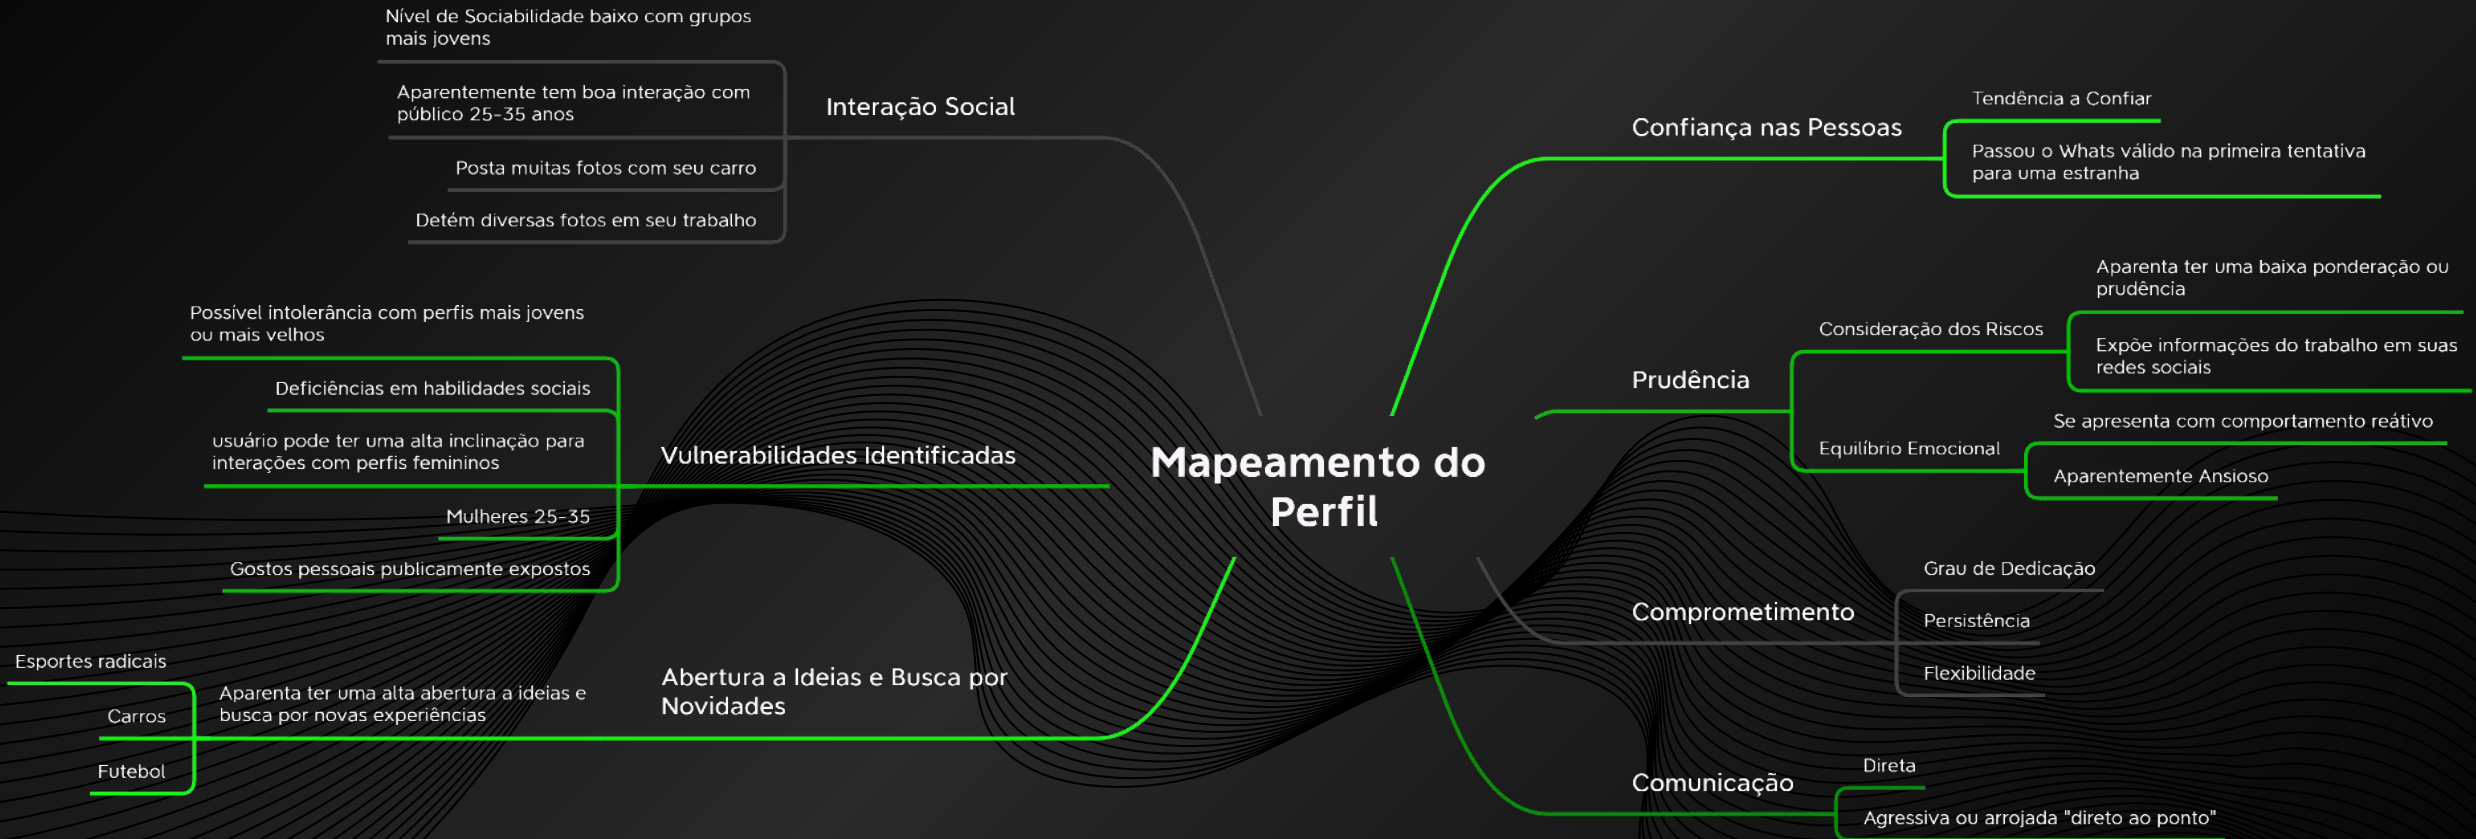 Mapeamento do
Perfil
Interação Social
Nível de Sociabilidade baixo com grupos
mais jovens
Aparentemente tem boa interação com
público 25-35 anos
Posta muitas fotos com seu carro
Detém diversas fotos em seu trabalho
Vulnerabilidades Identificadas
Possível intolerância com perfis mais jovens
ou mais velhos
Deficiências em habilidades sociais
usuário pode ter uma alta inclinação para
interações com perfis femininos
Mulheres 25-35
Gostos pessoais publicamente expostos
Abertura a Ideias e Busca por
Novidades
Aparenta ter uma alta abertura a ideias e
busca por novas experiências
Esportes radicais
Carros
Futebol
Confiança nas Pessoas
Tendência a Confiar
Passou o Whats válido na primeira tentativa
para uma estranha
Prudência
Consideração dos Riscos
Aparenta ter uma baixa ponderação ou
prudência
Expõe informações do trabalho em suas
redes sociais
Equilíbrio Emocional
Se apresenta com comportamento reátivo
Aparentemente Ansioso
Comprometimento
Grau de Dedicação
Persistência
Flexibilidade
Comunicação
Direta
Agressiva ou arrojada "direto ao ponto"